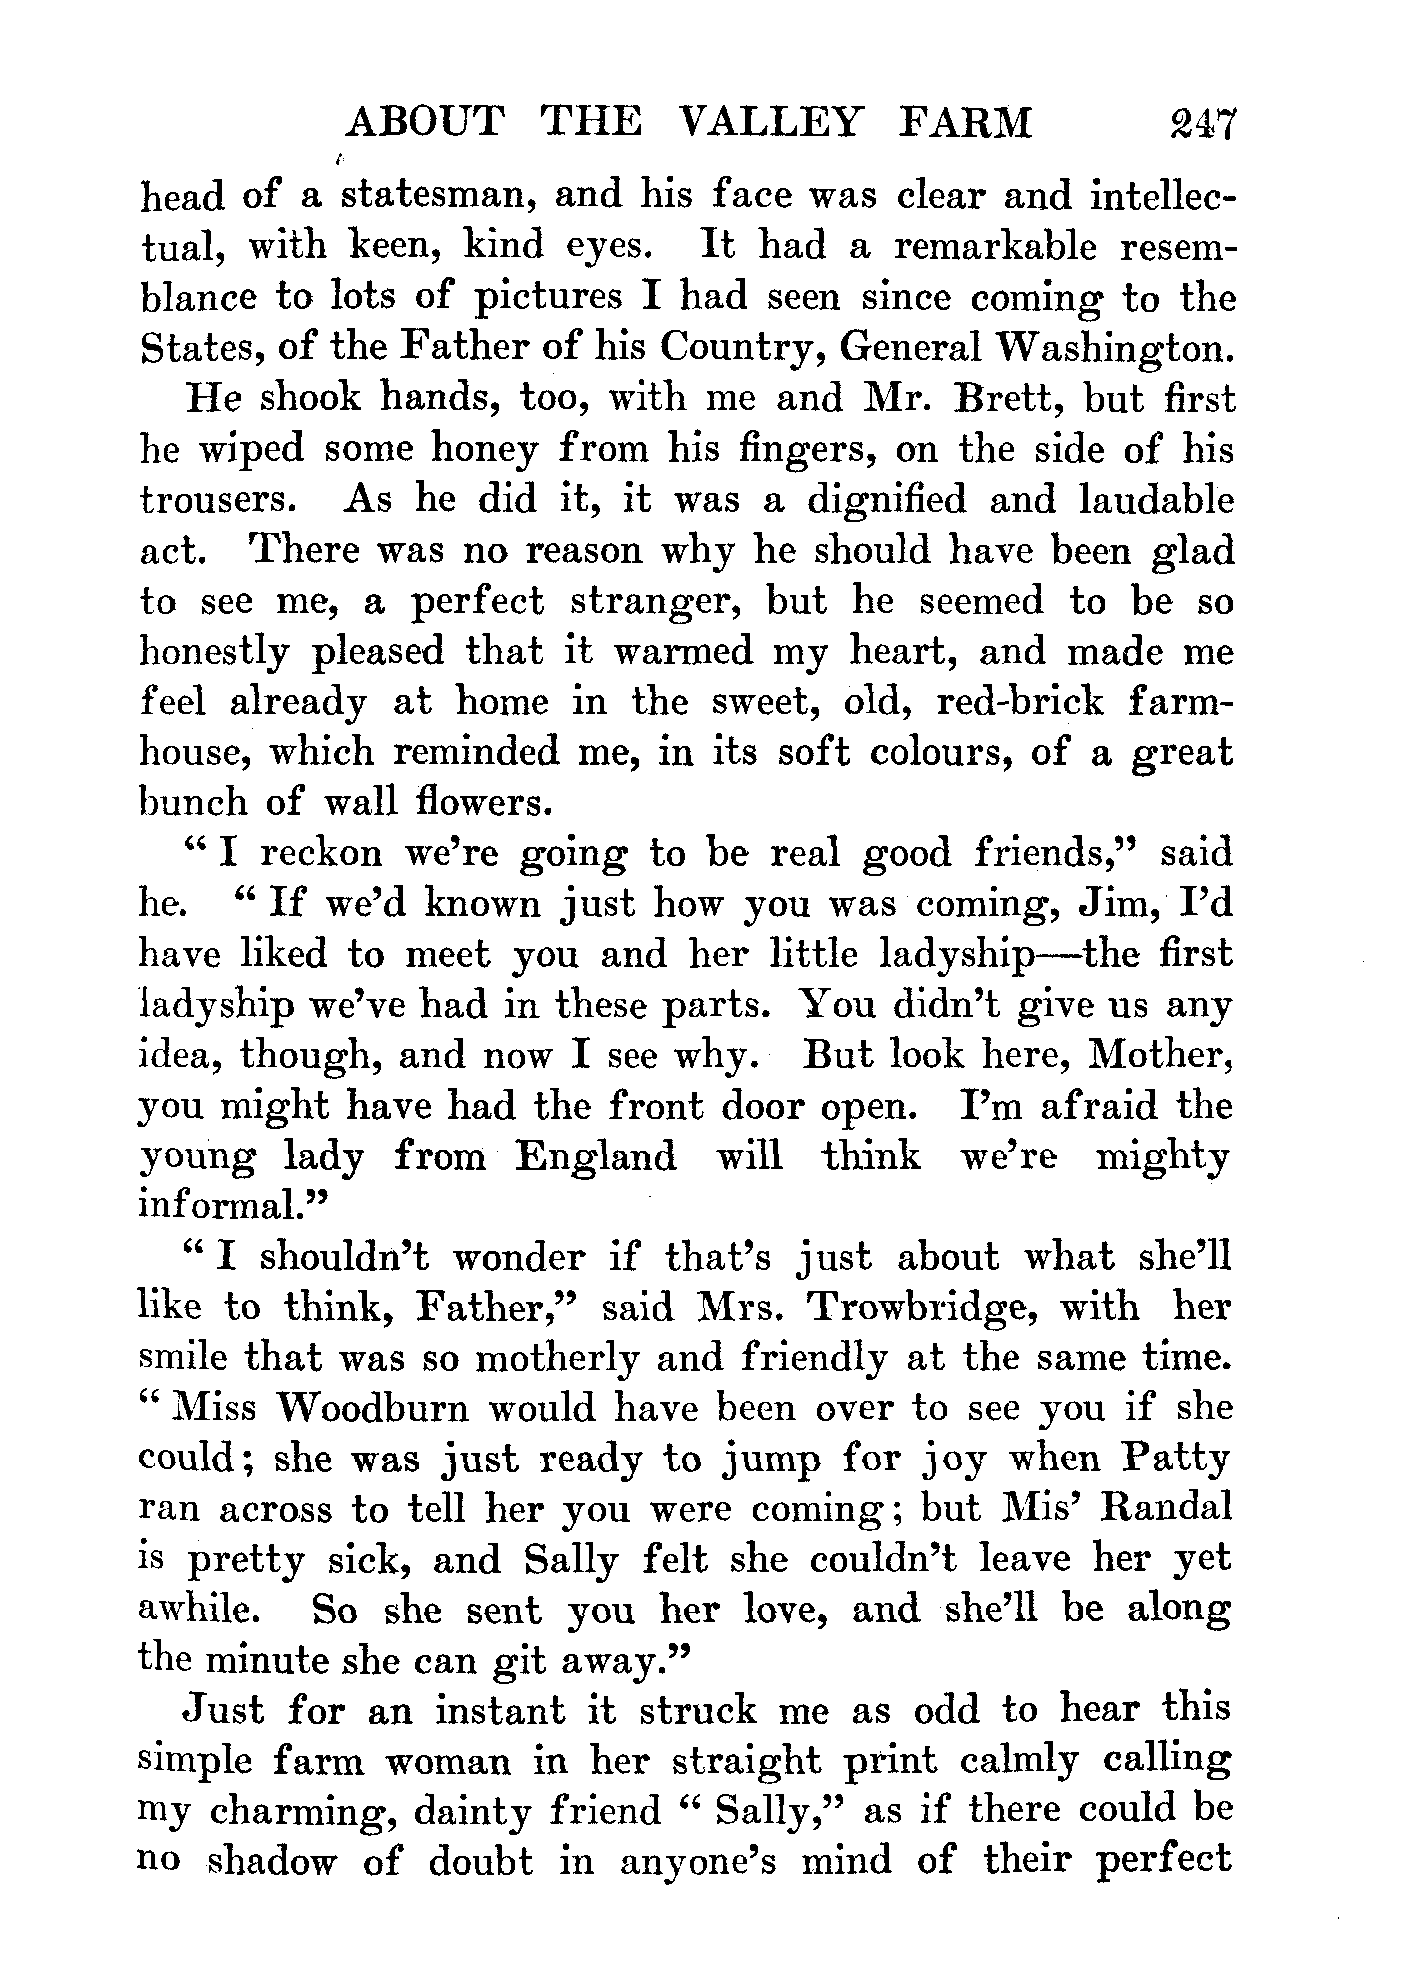 ABOUT THE VALLEY FARM 247
head of a statesman, and his face was clear and intellec-
tual, with keen, kind eyes. It had a remarkable resem-
blance to lots of pictures I had seen since coming to the
States, of the Father of his Country, General Washington.
He shook hands, too, with me and Mr. Brett, but first
he wiped some honey from his fingers, on the side of his
trousers. As he did it, it was a dignified and laudable
act. There was no reason why he should have been glad
to see me, a perfect stranger, but he seemed to be so
honestly pleased that it warmed my heart, and made me
feel already at home in the sweet, old, red-brick farm-
house, which reminded me, in its soft colours, of a great
bunch of wall flowers.
“ I reckon we’re going to be real good friends,” said
he. “ If we’d known just how you was coming, Jim, I’d
have liked to meet you and her little ladyship—the first
ladyship we’ve had in these parts. You didn’t give us any
idea, though, and now I see why. But look here, Mother,
you might have had the front door open. I’m afraid the
young lady from England will think we’re mighty
informal.”
“ I shouldn’t wonder if that’s just about what she’ll
like to think, Father,” said Mrs. Trowbridge, with her
smile that was so motherly and friendly at the same time.
“ Miss Woodburn would have been over to see you if she
could; she was just ready to jump for joy when Patty
ran across to tell her you were coming; but Mis’ Randal
is pretty sick, and Sally felt she couldn’t leave her yet
awhile. So she sent you her love, and she’ll be along
the minute she can git away.”
Just for an instant it struck me as odd to hear this
simple farm woman in her straight print calmly calling
my charming, dainty friend “ Sally,” as if there could be
no shadow of doubt in anyone’s mind of their perfect